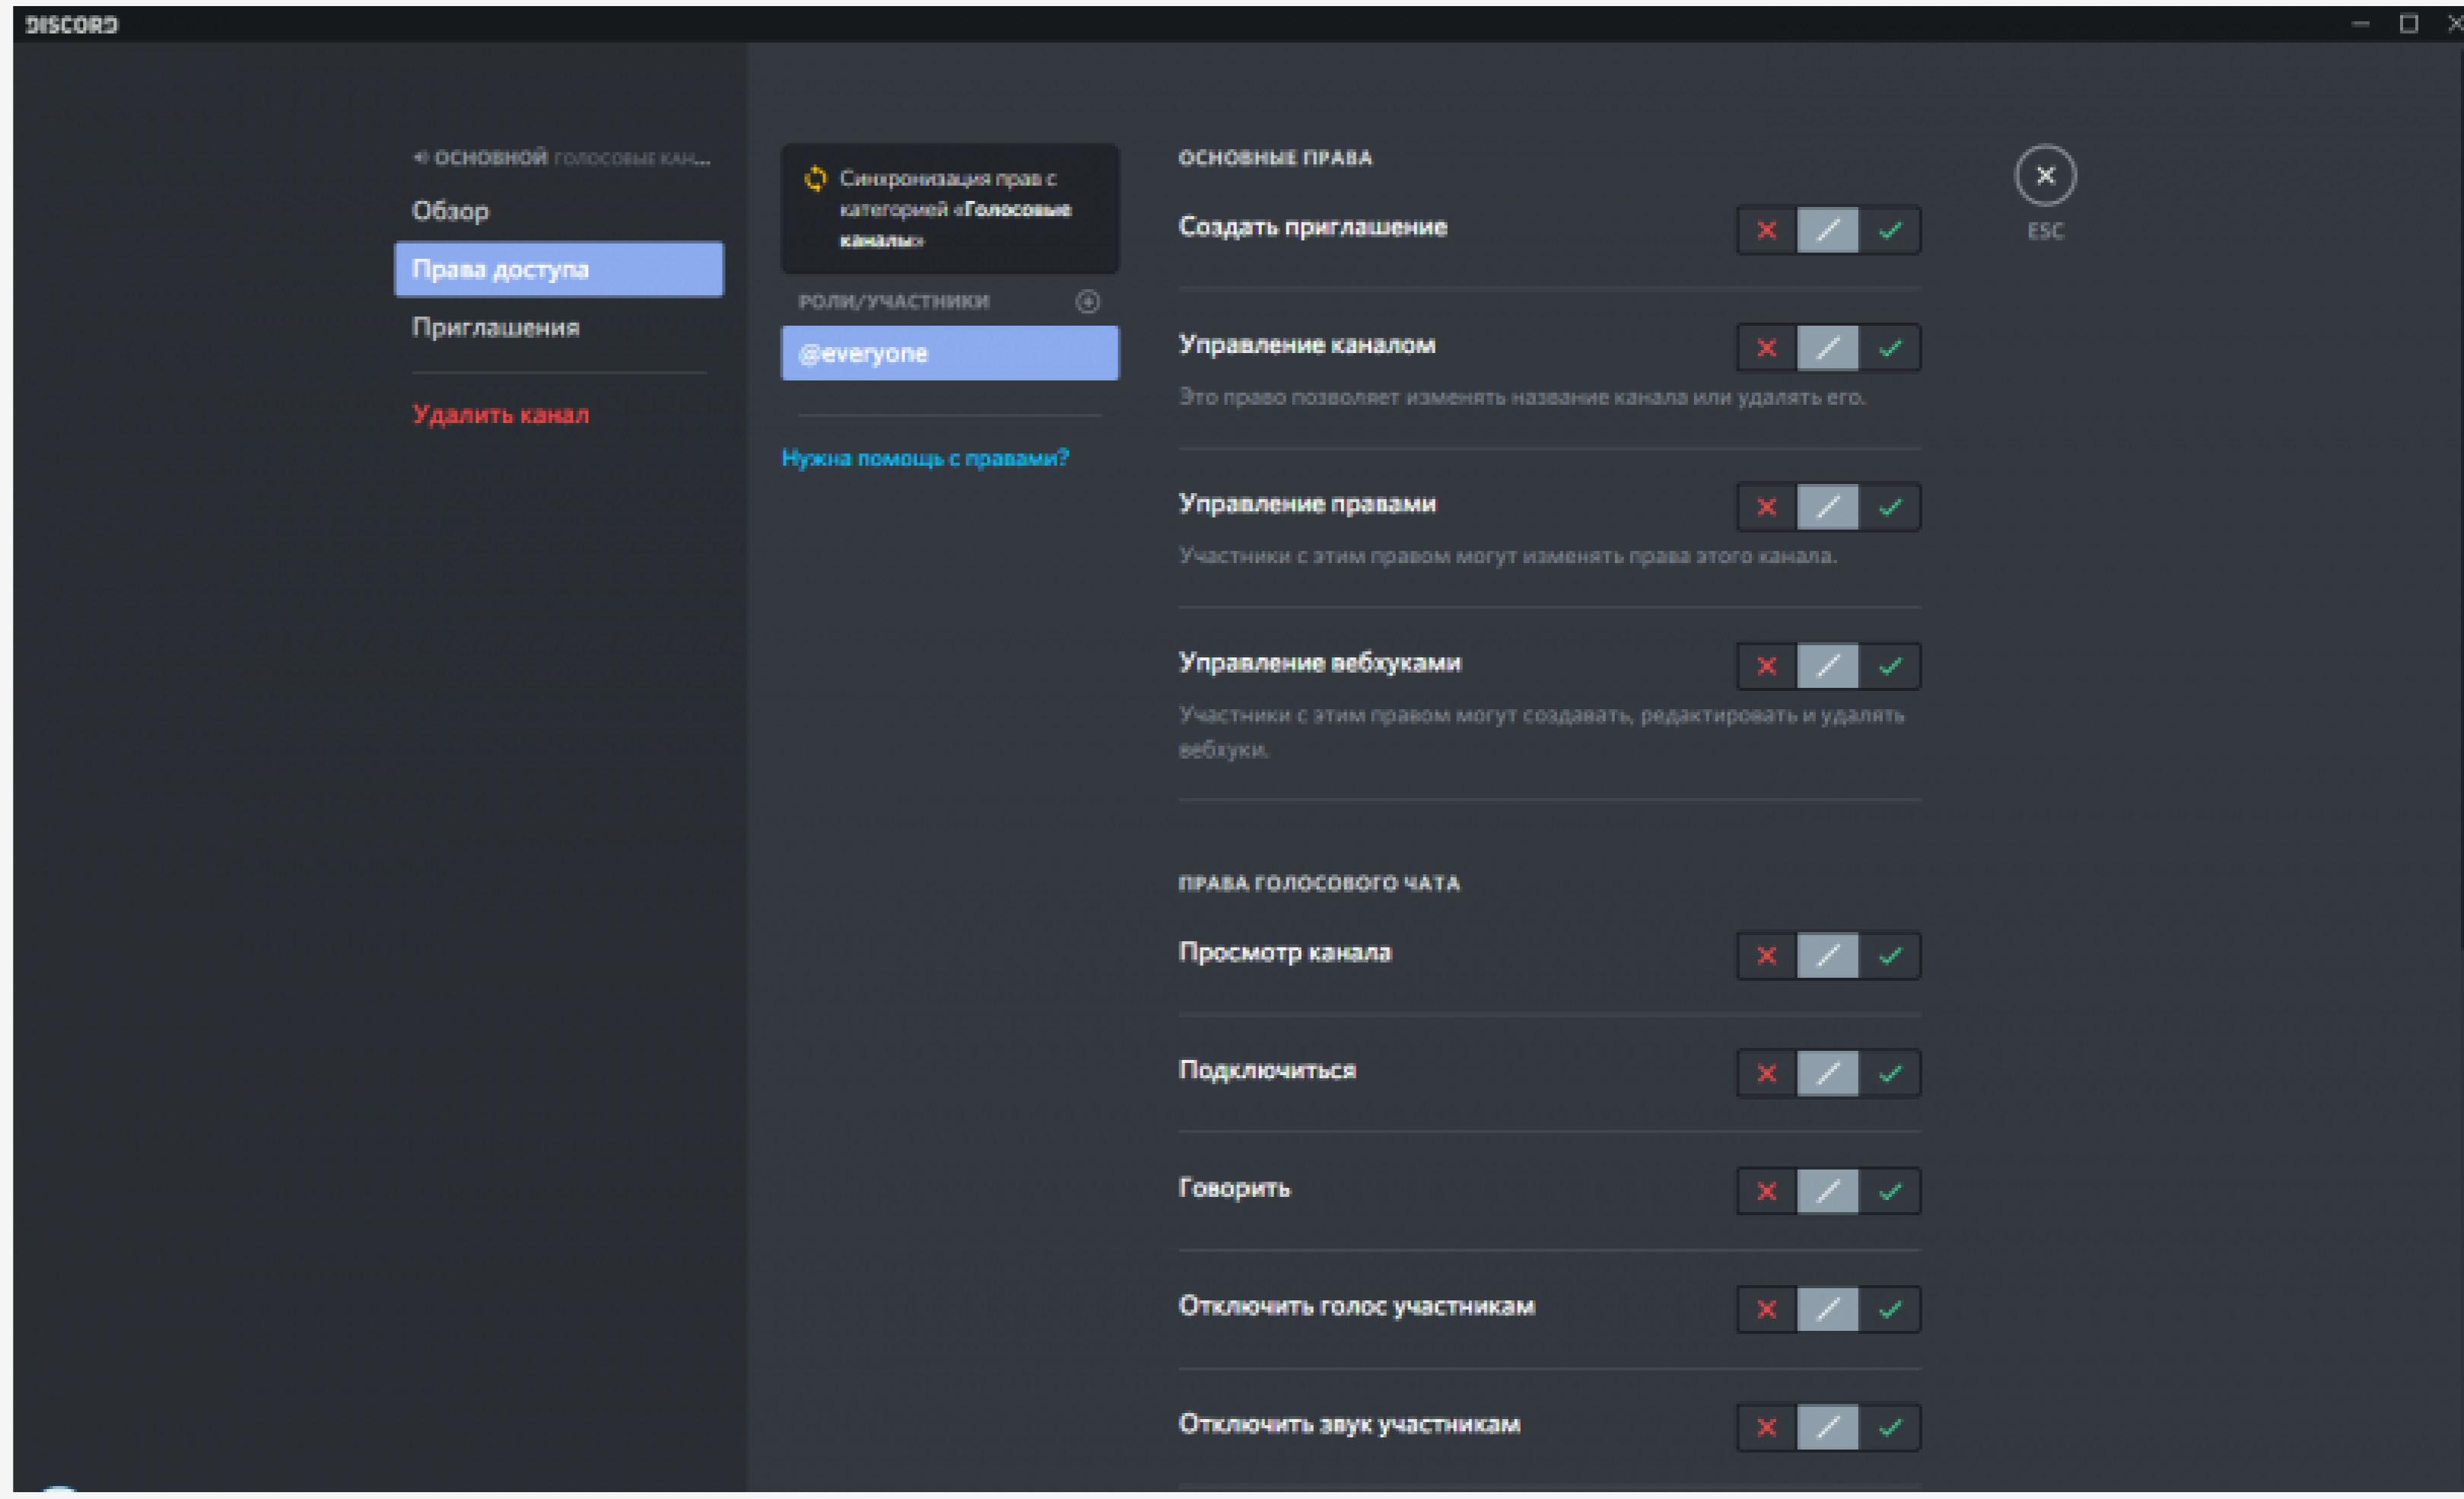 DISCORD
ОСНОВНОЙ ГОЛОСОВЫЕ КАН...
Обзор
Права доступа
Приглашения
Удалить канал
Синхронизация прав с
категорией «Голосовые
каналы»
РОЛИ/УЧАСТНИКИ
@everyone
Нужна помощь с правами?
ОСНОВНЫЕ ПРАВА
Создать приглашение
Управление каналом
Это право позволяет изменять название канала или удалять его.
Управление правами
Участники с этим правом могут изменять права этого канала.
Управление вебхуками
Участники с этим правом могут создавать, редактировать и удалять
вебхуки.
ПРАВА ГОЛОСОВОГО ЧАТА
Просмотр канала
Подключиться
Говорить
Отключить голос участникам
Отключить звук участникам
ESC